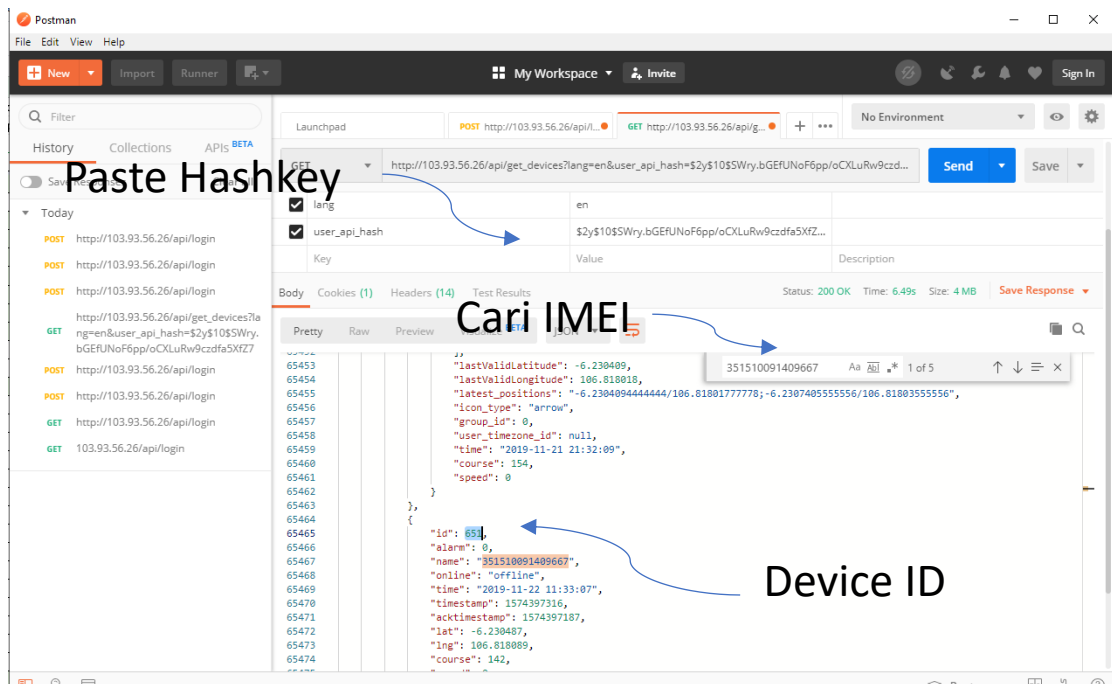 Postman
File Edit View Help
New Import Runner My Workspace Invite Sign In
Filter
History Collections APIs BETA
Save Responses
Today
POST http://103.93.56.26/api/login
POST http://103.93.56.26/api/login
POST http://103.93.56.26/api/login
GET http://103.93.56.26/api/get_devices?la
ng=en&user_api_hash=$2y$10$SWry.
bGEfUNoF6pp/oCXLuRw9czdfa5XfZ7
POST http://103.93.56.26/api/login
POST http://103.93.56.26/api/login
GET http://103.93.56.26/api/login
GET 103.93.56.26/api/login
Launchpad POST http://103.93.56.26/api/l... GET http://103.93.56.26/api/g... No Environment
GET http://103.93.56.26/api/get_devices?lang=en&user_api_hash=$2y$10$SWry.bGEfUNoF6pp/oCXLuRw9czd... Send Save
Paste Hashkey
lang en
user_api_hash $2y$10$SWry.bGEfUNoF6pp/oCXLuRw9czdfa5XfZ...
Key Value Description
Body Cookies (1) Headers (14) Test Results Status: 200 OK Time: 6.49s Size: 4 MB Save Response
Cari IMEI
Pretty Raw Preview Visualize BETA JSON
351510091409667 Aa Abl .* 1 of 5
65453 "lastValidLatitude": -6.230409,
65454 "lastValidLongitude": 106.818018,
65455 "latest_positions": "-6.2304094444444/106.81801777778;-6.2307405555556/106.81803555556",
65456 "icon_type": "arrow",
65457 "group_id": 0,
65458 "user_timezone_id": null,
65459 "time": "2019-11-21 21:32:09",
65460 "course": 154,
65461 "speed": 0
65462 }
65463 },
65464 {
65465 "id": 651,
65466 "alarm": 0,
65467 "name": "351510091409667",
65468 "online": "offline",
65469 "time": "2019-11-22 11:33:07",
65470 "timestamp": 1574397316,
65471 "acktimestamp": 1574397187,
65472 "lat": -6.230487,
65473 "lng": 106.818089,
65474 "course": 142,
Device ID